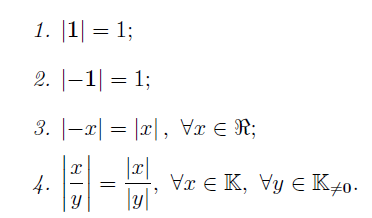 1. |𝟏| = 1;
2. |−𝟏| = 1;
3. |−x| = |x|, ∀x ∈ ℜ;
4. |x/y| = |x|/|y|, ∀x ∈ 𝕂, ∀y ∈ 𝕂≠𝟎.